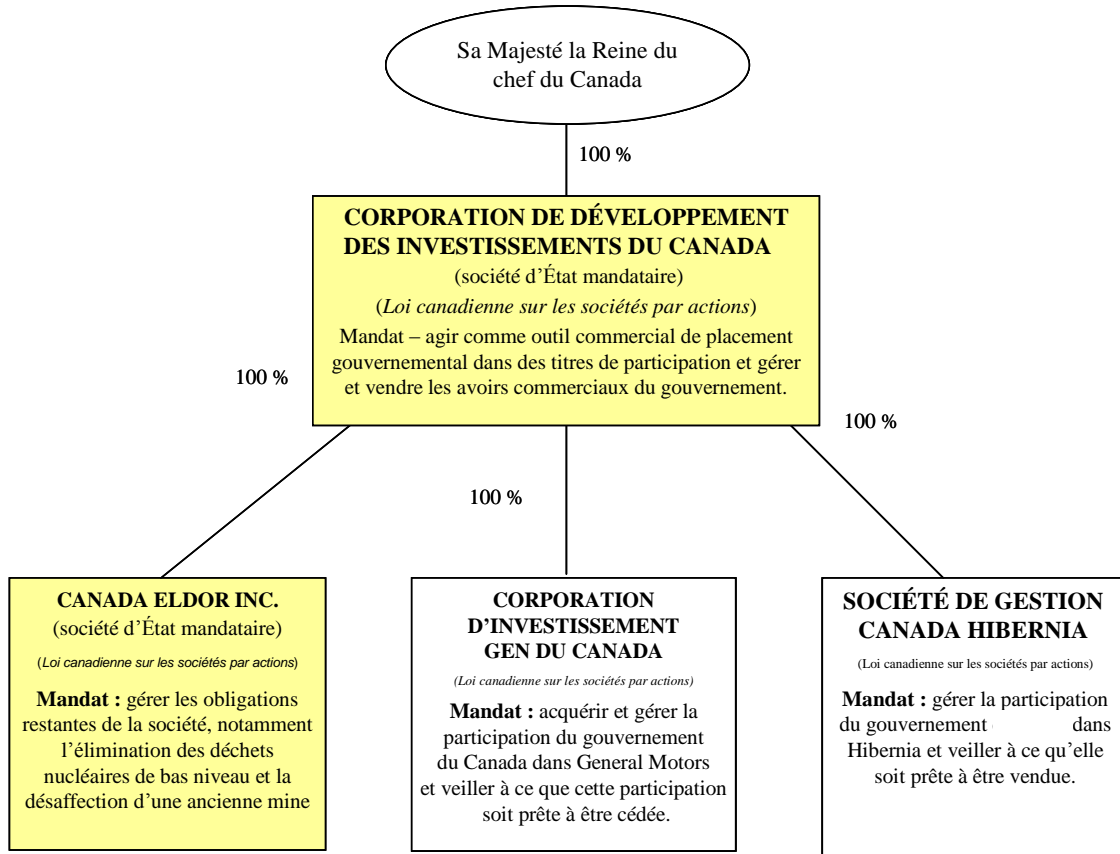 Sa Majesté la Reine du
chef du Canada
100 %
CORPORATION DE DÉVELOPPEMENT
DES INVESTISSEMENTS DU CANADA
(société d’État mandataire)
(Loi canadienne sur les sociétés par actions)
Mandat – agir comme outil commercial de placement
gouvernemental dans des titres de participation et gérer
et vendre les avoirs commerciaux du gouvernement.
100 %
100 %
100 %
CANADA ELDOR INC.
(société d’État mandataire)
(Loi canadienne sur les sociétés par actions)
Mandat : gérer les obligations
restantes de la société, notamment
l’élimination des déchets
nucléaires de bas niveau et la
désaffection d’une ancienne mine
CORPORATION
D’INVESTISSEMENT
GEN DU CANADA
(Loi canadienne sur les sociétés par actions)
Mandat : acquérir et gérer la
participation du gouvernement
du Canada dans General Motors
et veiller à ce que cette participation
soit prête à être cédée.
SOCIÉTÉ DE GESTION
CANADA HIBERNIA
(Loi canadienne sur les sociétés par actions)
Mandat : gérer la participation
du gouvernement dans
Hibernia et veiller à ce qu’elle
soit prête à être vendue.